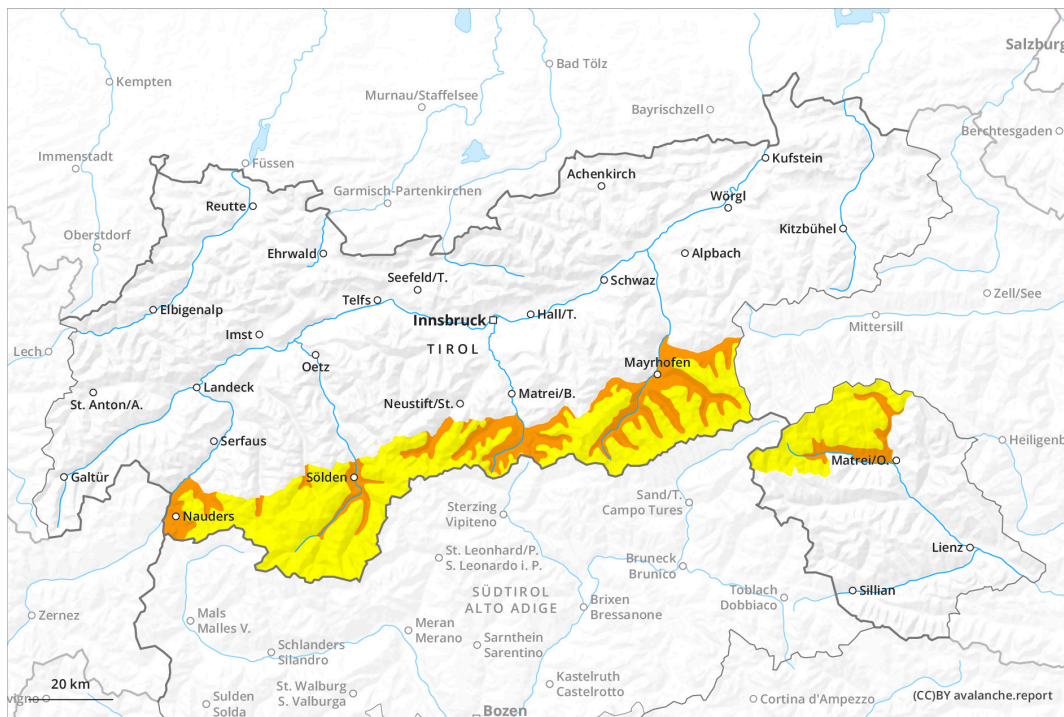 Salzburg
Kempten
Bad Tölz
Murnau/Staffelsee
Bayrischzell
Berchtesgaden
Immenstadt
Füssen
Kufstein
Achenkirch
Garmisch-Partenkirchen
Wörgl
Reutte
Oberstdorf
Kitzbühel
Ehrwald
Alpbach
Seefeld/T.
Schwaz
Zell/See
Telfs
Elbigenalp
Hall/T.
Innsbruck
Mittersill
Imst
TIROL
Lech
Mayrhofen
Oetz
Landeck
St. Anton/A.
Matrei/B.
Neustift/St.
Serfaus
Heiligenb
Matrei/O.
Galtür
Sölden
Sand/T.
Campo Tures
Sterzing
Vipiteno
Nauders
Lienz
St. Leonhard/P.
S. Leonardo i. P.
Bruneck
Brunico
Sillian
SÜDTIROL
ALTO ADIGE
Toblach
Dobbiaco
Brixen
Bressanone
Zernez
Mals
Malles V.
Meran
Merano
Sarnthein
Sarentino
Schlanders
Silandro
Kastelruth
Castelrotto
20 km
St. Walburg
S. Valburga
(CC)BY avalanche.report
vigno
Sulden
Solda
Cortina d'Ampezzo
Bozen